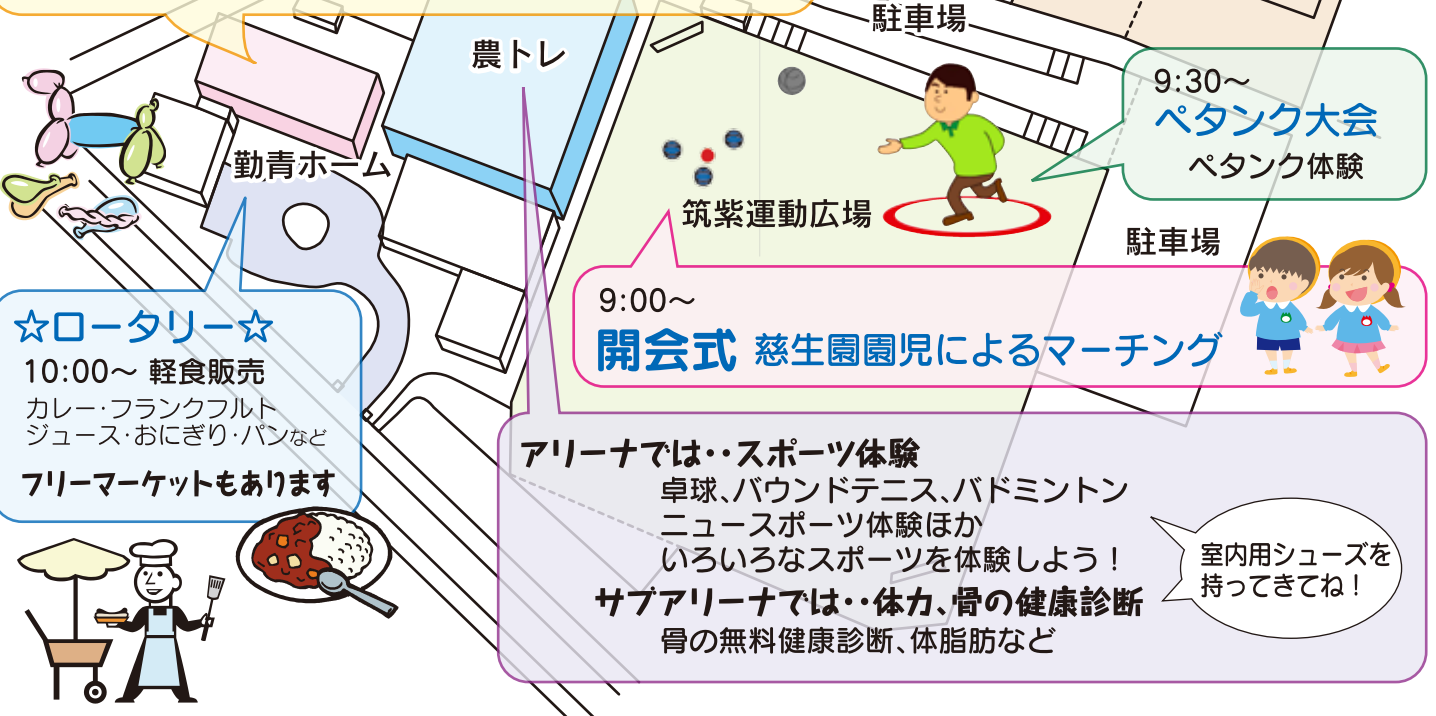 駐車場
農トレ
9:30～
ペタンク大会
ペタンク体験
勤青ホーム
筑紫運動広場
駐車場
9:00～
開会式 慈生園園児によるマーチング
☆ロータリー☆
10:00～ 軽食販売
カレー・フランクフルト
ジュース・おにぎり・パンなど
フリーマーケットもあります
アリーナでは・・スポーツ体験
卓球、バウンドテニス、バドミントン
ニュースポーツ体験ほか
いろいろなスポーツを体験しよう！
サブアリーナでは・・体力、骨の健康診断
骨の無料健康診断、体脂肪など
室内用シューズを
持ってきてね！